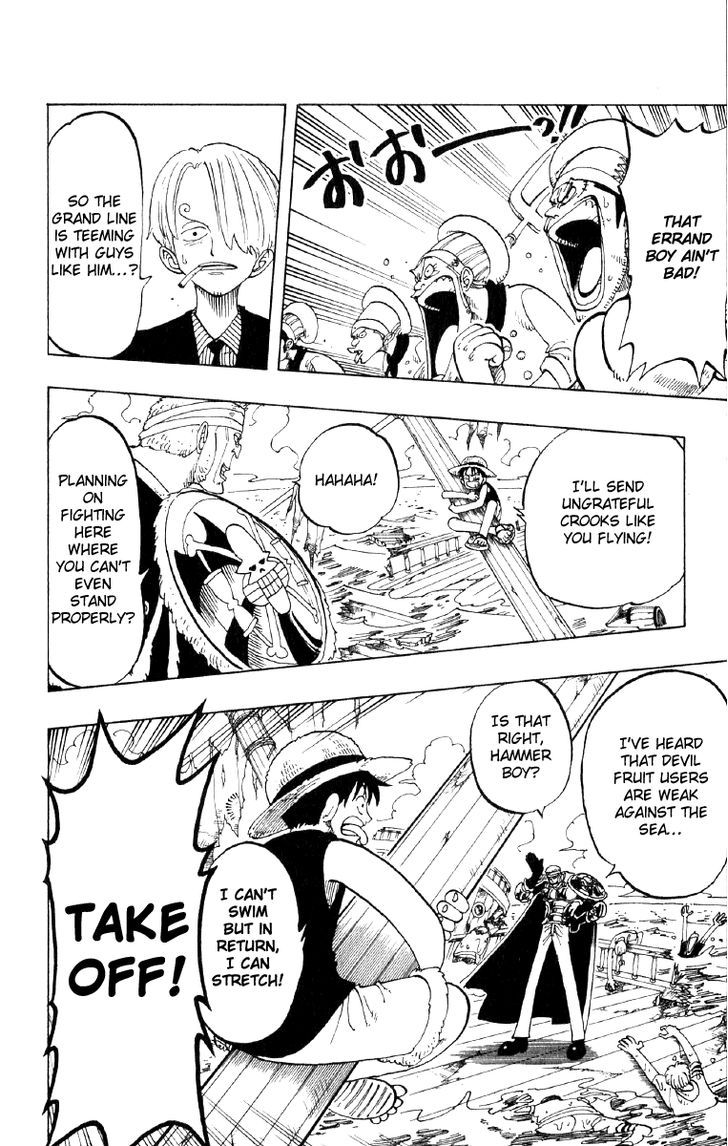 THAT
ERRAND
BOY AIN'T
BAD!
おおーっ!!
SO THE
GRAND LINE
IS TEEMING
WITH GUYS
LIKE HIM...?
I'LL SEND
UNGRATEFUL
CROOKS LIKE
YOU FLYING!
HAHAHA!
PLANNING
ON
FIGHTING
HERE
WHERE
YOU CAN'T
EVEN
STAND
PROPERLY?
I'VE HEARD
THAT DEVIL
FRUIT USERS
ARE WEAK
AGAINST THE
SEA...
IS THAT
RIGHT,
HAMMER
BOY?
I CAN'T
SWIM
BUT IN
RETURN,
I CAN
STRETCH!
TAKE
OFF!